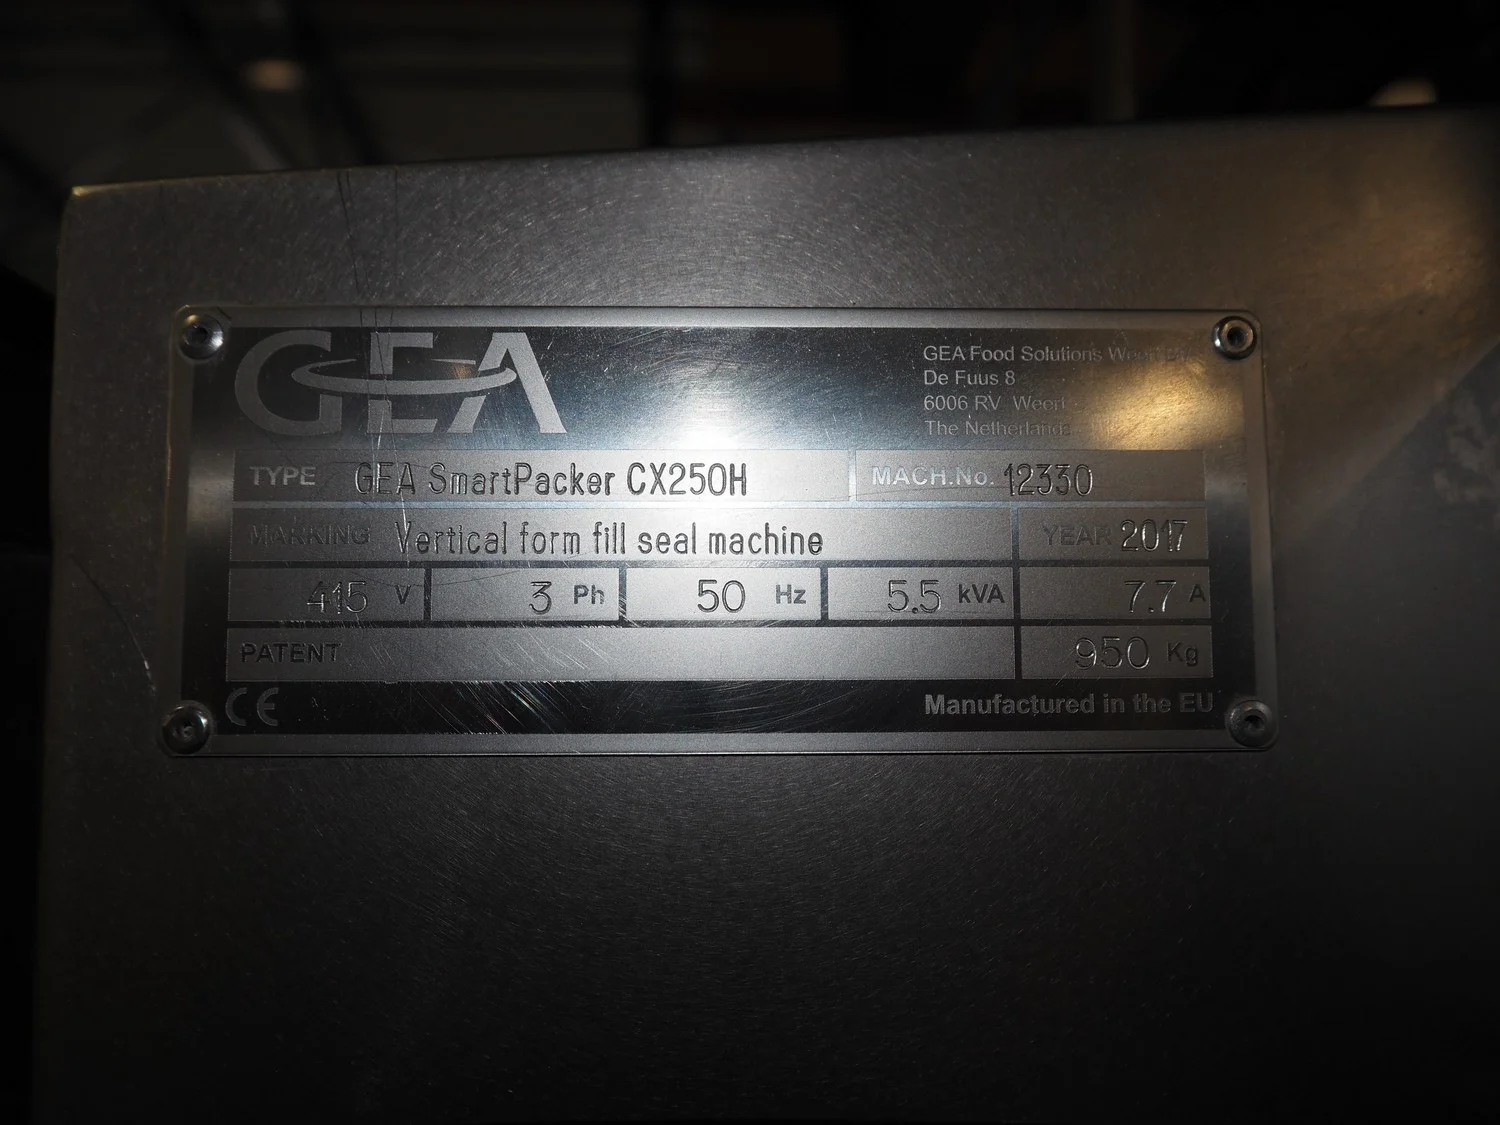 GEA
GEA Food Solutions Weert
De Fuus 8
6006 RV Weert
The Netherlands
TYPE GEA SmartPacker CX250H MACH.No. 12330
MARKING Vertical form fill seal machine YEAR 2017
415 V 3 Ph 50 Hz 5.5 kVA 7.7 A
PATENT 950 Kg
CE Manufactured in the EU